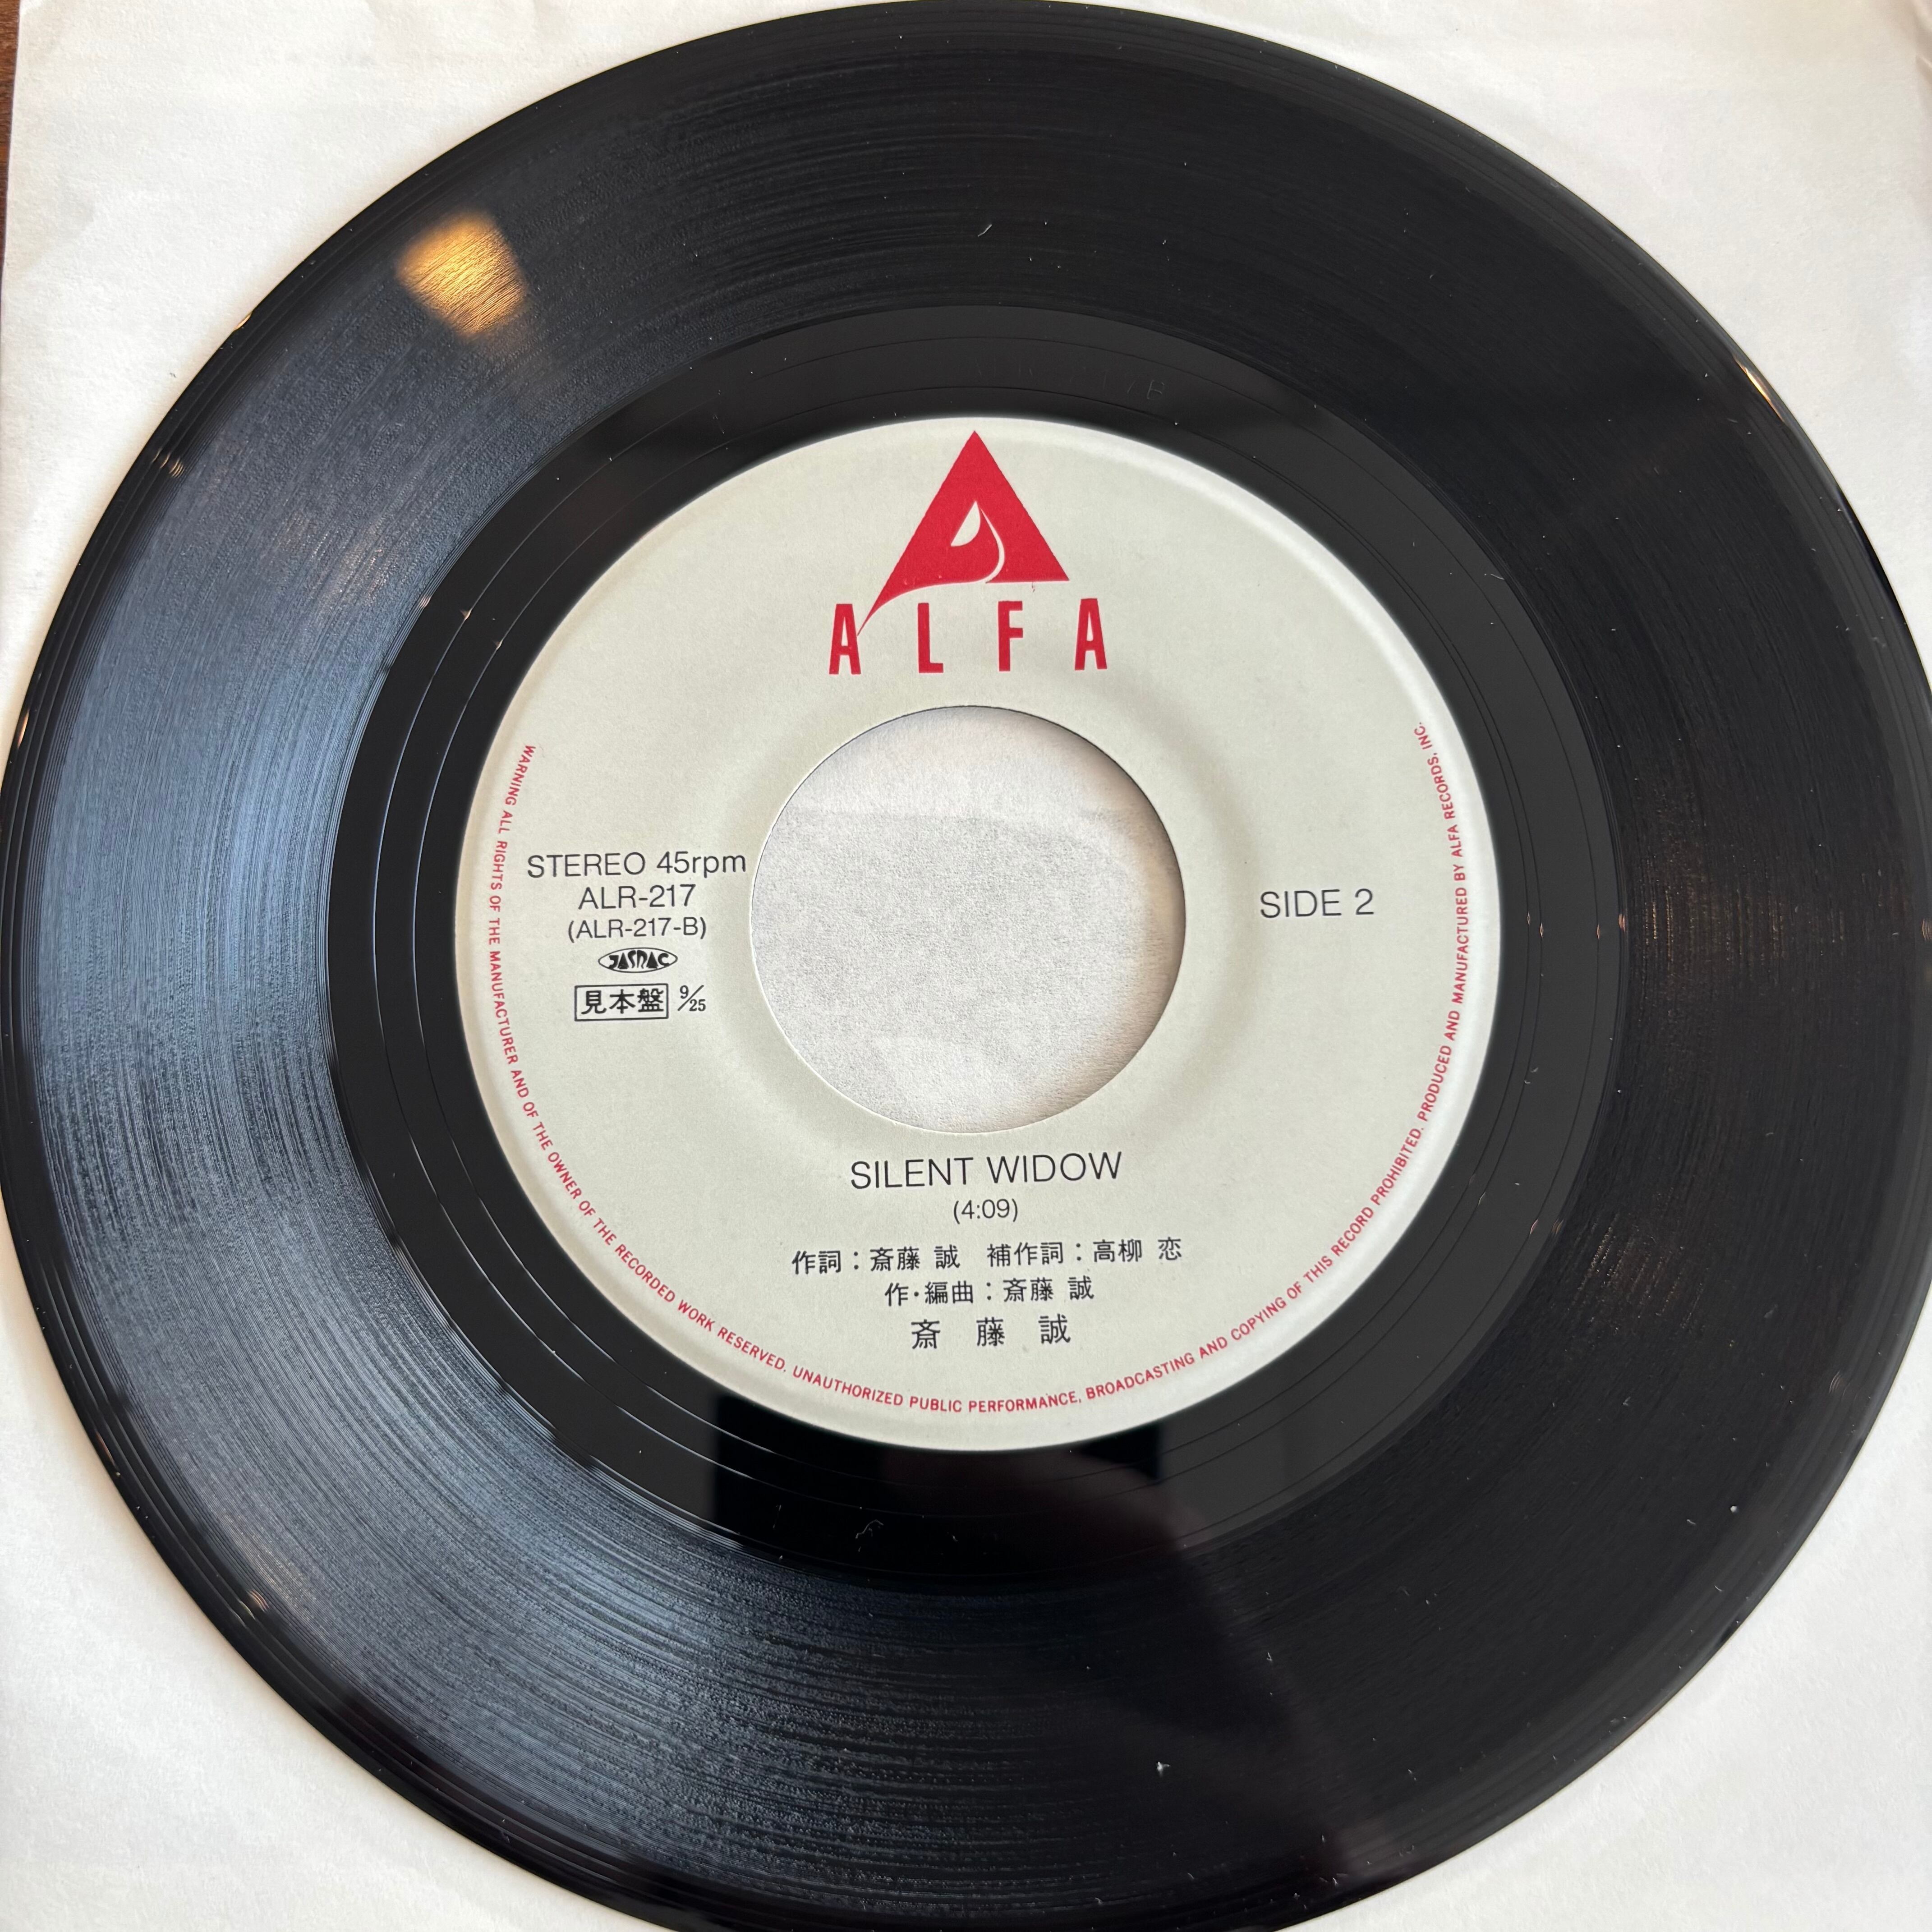 ALFA
STEREO 45rpm
ALR-217
(ALR-217-B)
JASRAC
見本盤 9/25
SIDE 2
SILENT WIDOW
(4:09)
作詞：斎藤 誠 補作詞：高柳 恋
作・編曲：斎藤 誠
斎 藤 誠
WARNING ALL RIGHTS OF THE MANUFACTURER AND OF THE OWNER OF THE RECORDED WORK RESERVED. UNAUTHORIZED PUBLIC PERFORMANCE, BROADCASTING AND COPYING OF THIS RECORD PROHIBITED. PRODUCED AND MANUFACTURED BY ALFA RECORDS, INC.